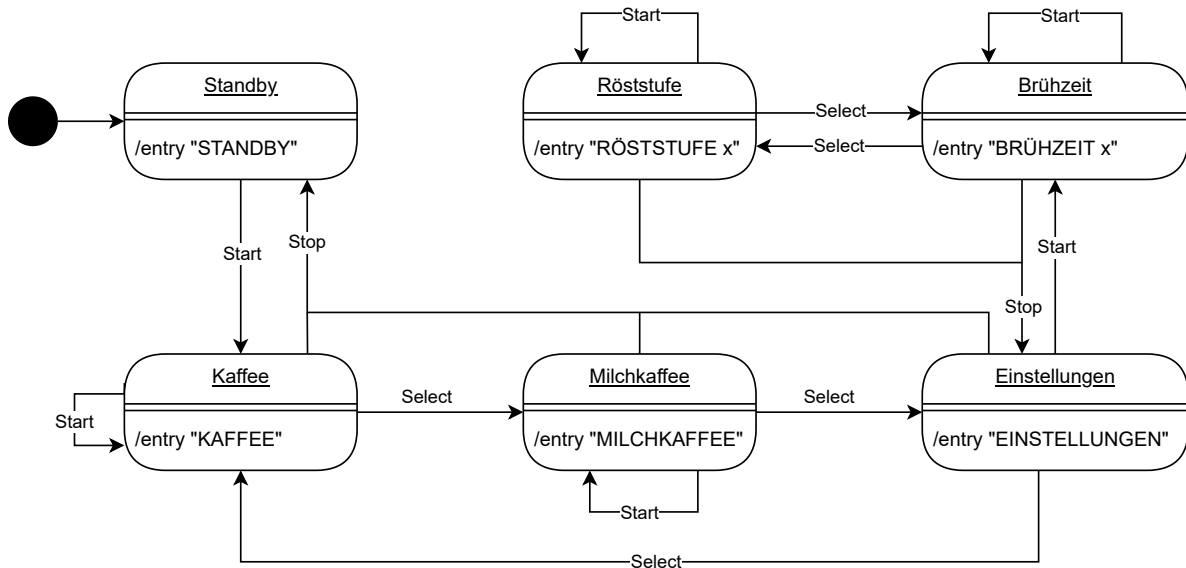 Start
Start
Standby
Röststufe
Brühzeit
Select
/entry "STANDBY"
/entry "RÖSTSTUFE x"
Select
/entry "BRÜHZEIT x"
Start
Stop
Start
Stop
Kaffee
Milchkaffee
Einstellungen
Select
Select
Start
/entry "KAFFEE"
/entry "MILCHKAFFEE"
/entry "EINSTELLUNGEN"
Start
Select